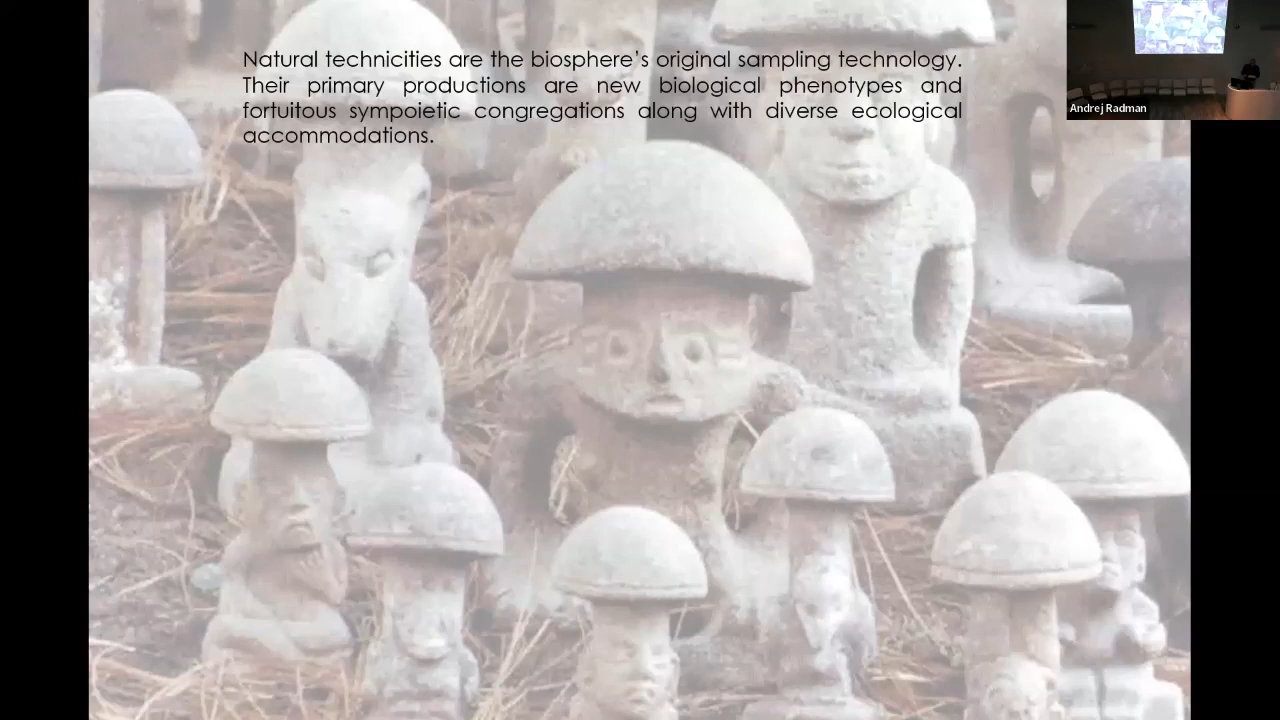 Natural technicities are the biosphere's original sampling technology.
Their primary productions are new biological phenotypes and
fortuitous sympoietic congregations along with diverse ecological
accommodations.
Andrej Radman